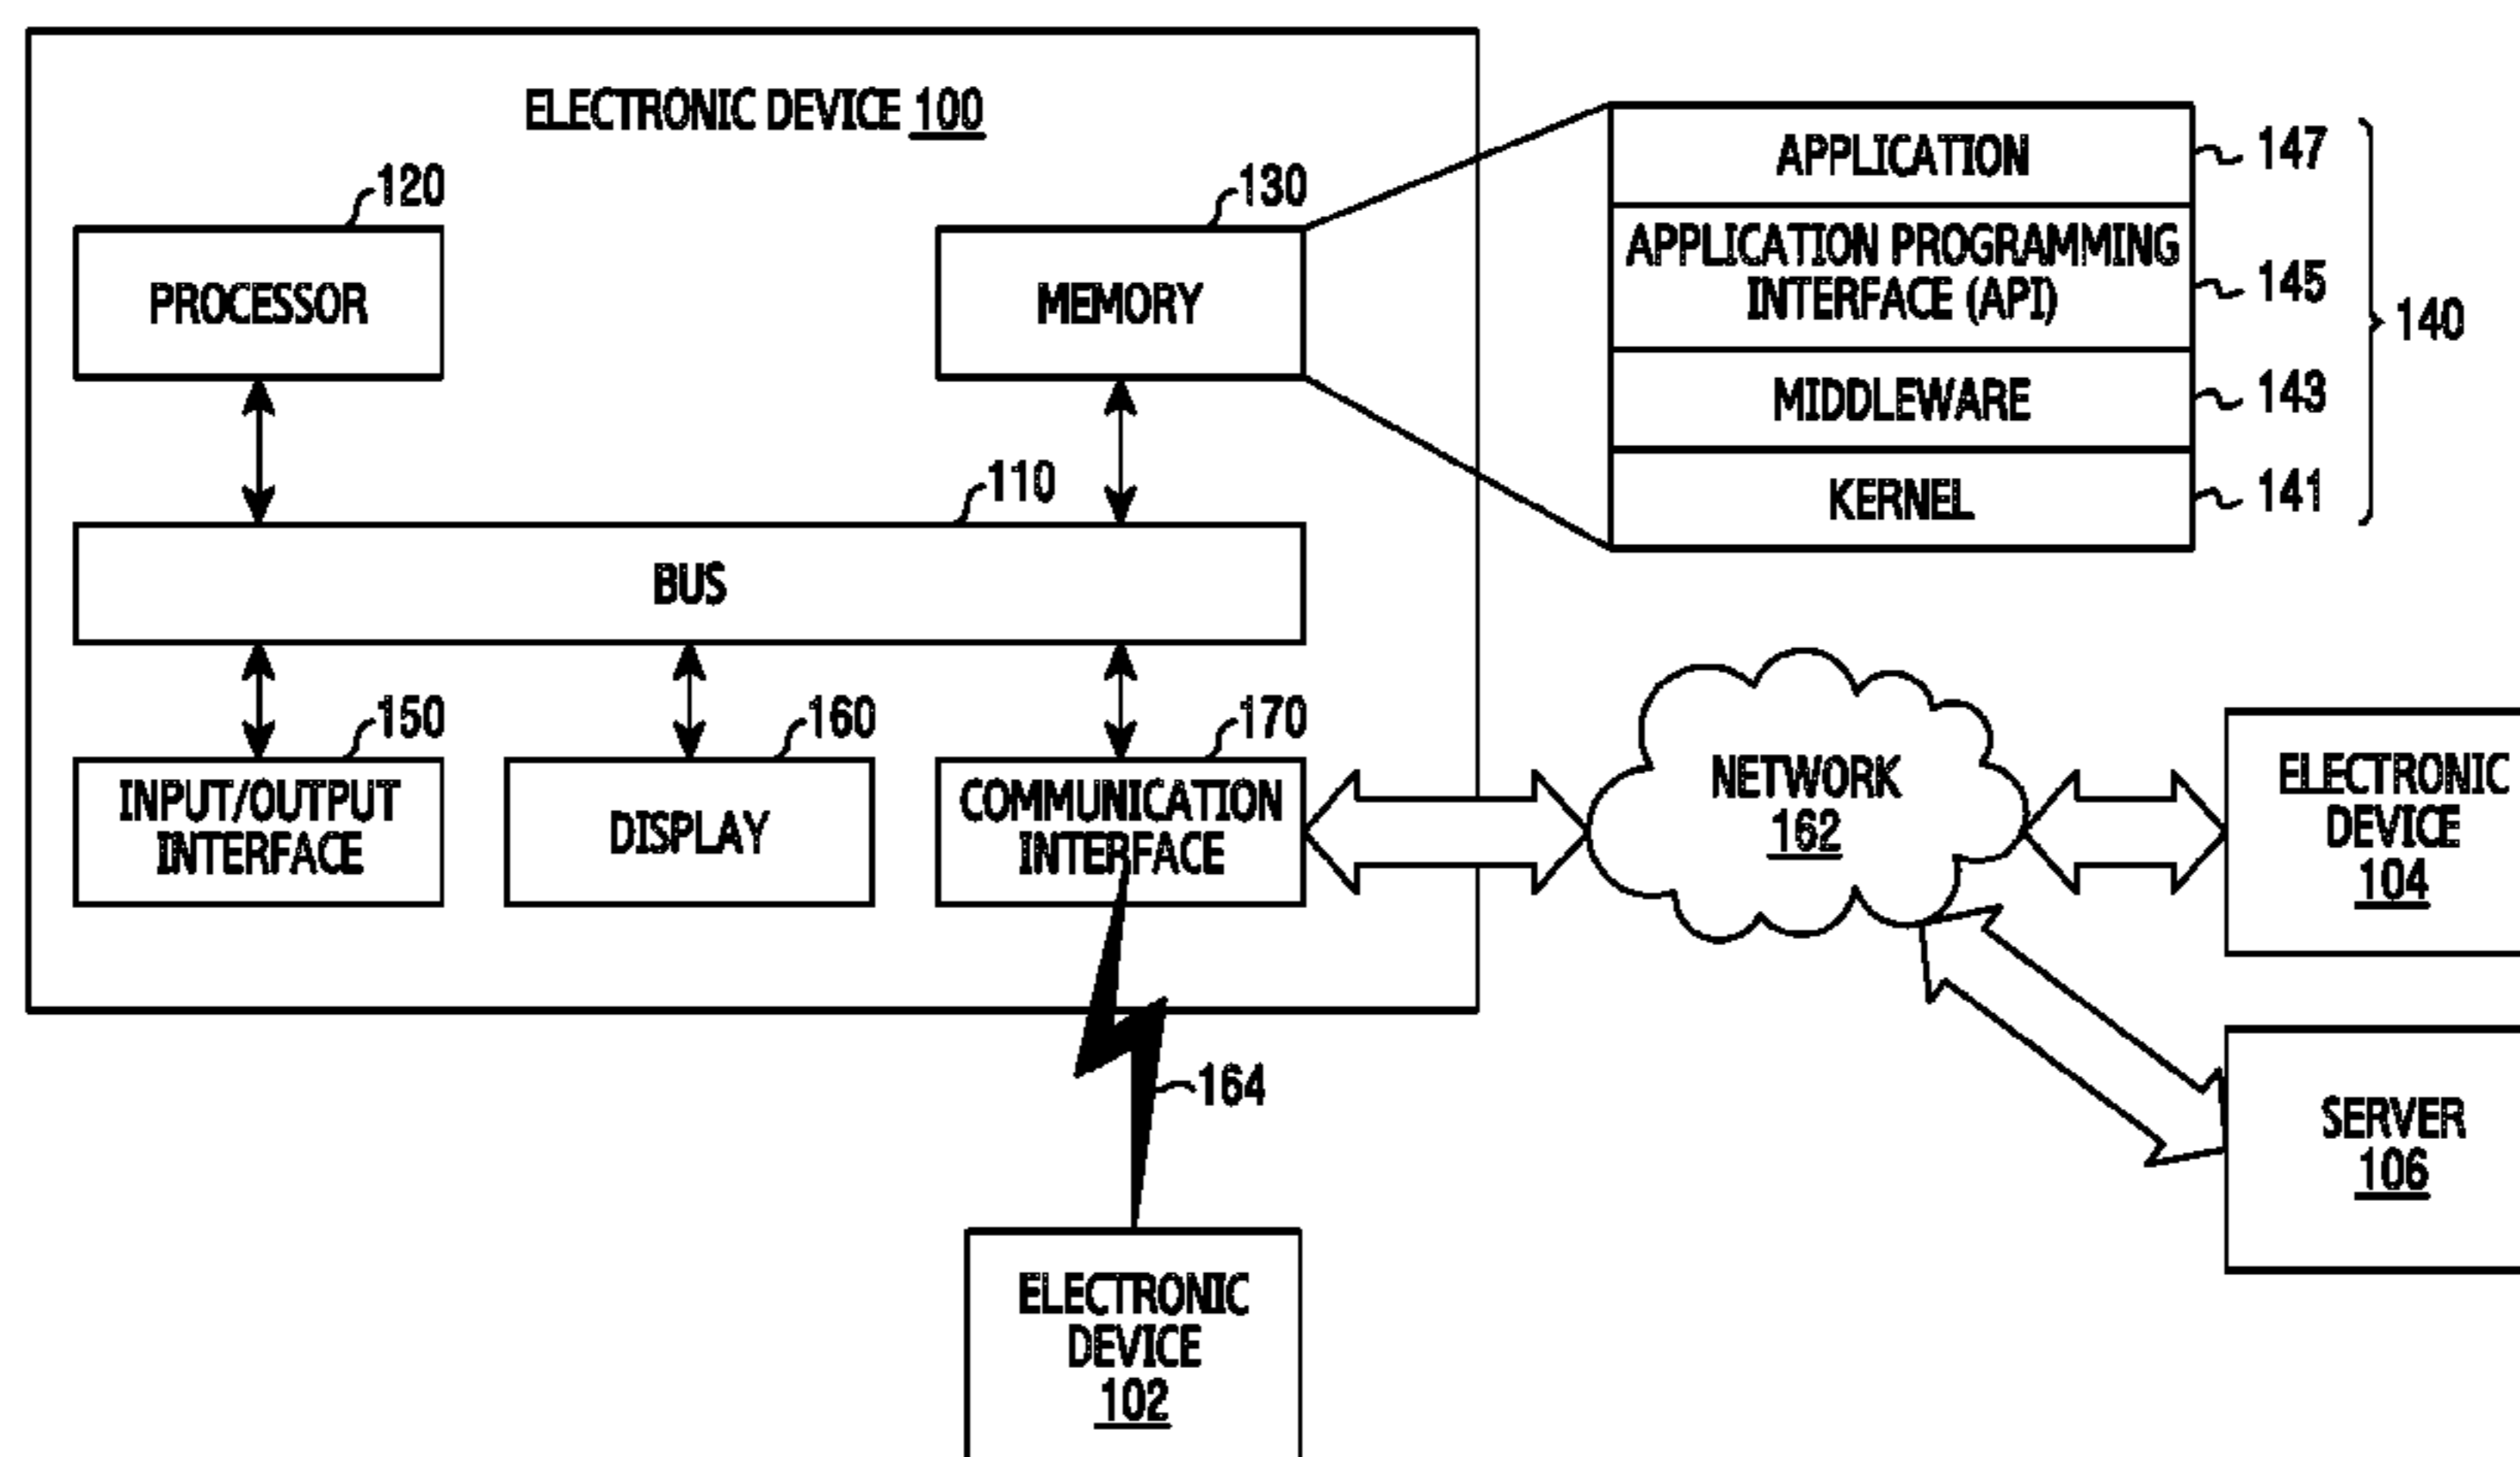 ELECTRONIC DEVICE 100
120
PROCESSOR
130
MEMORY
APPLICATION
147
APPLICATION PROGRAMMING
INTERFACE (API)
145
MIDDLEWARE
143
KERNEL
141
140
110
BUS
150
INPUT/OUTPUT
INTERFACE
160
DISPLAY
170
COMMUNICATION
INTERFACE
NETWORK
162
ELECTRONIC
DEVICE
104
164
SERVER
106
ELECTRONIC
DEVICE
102